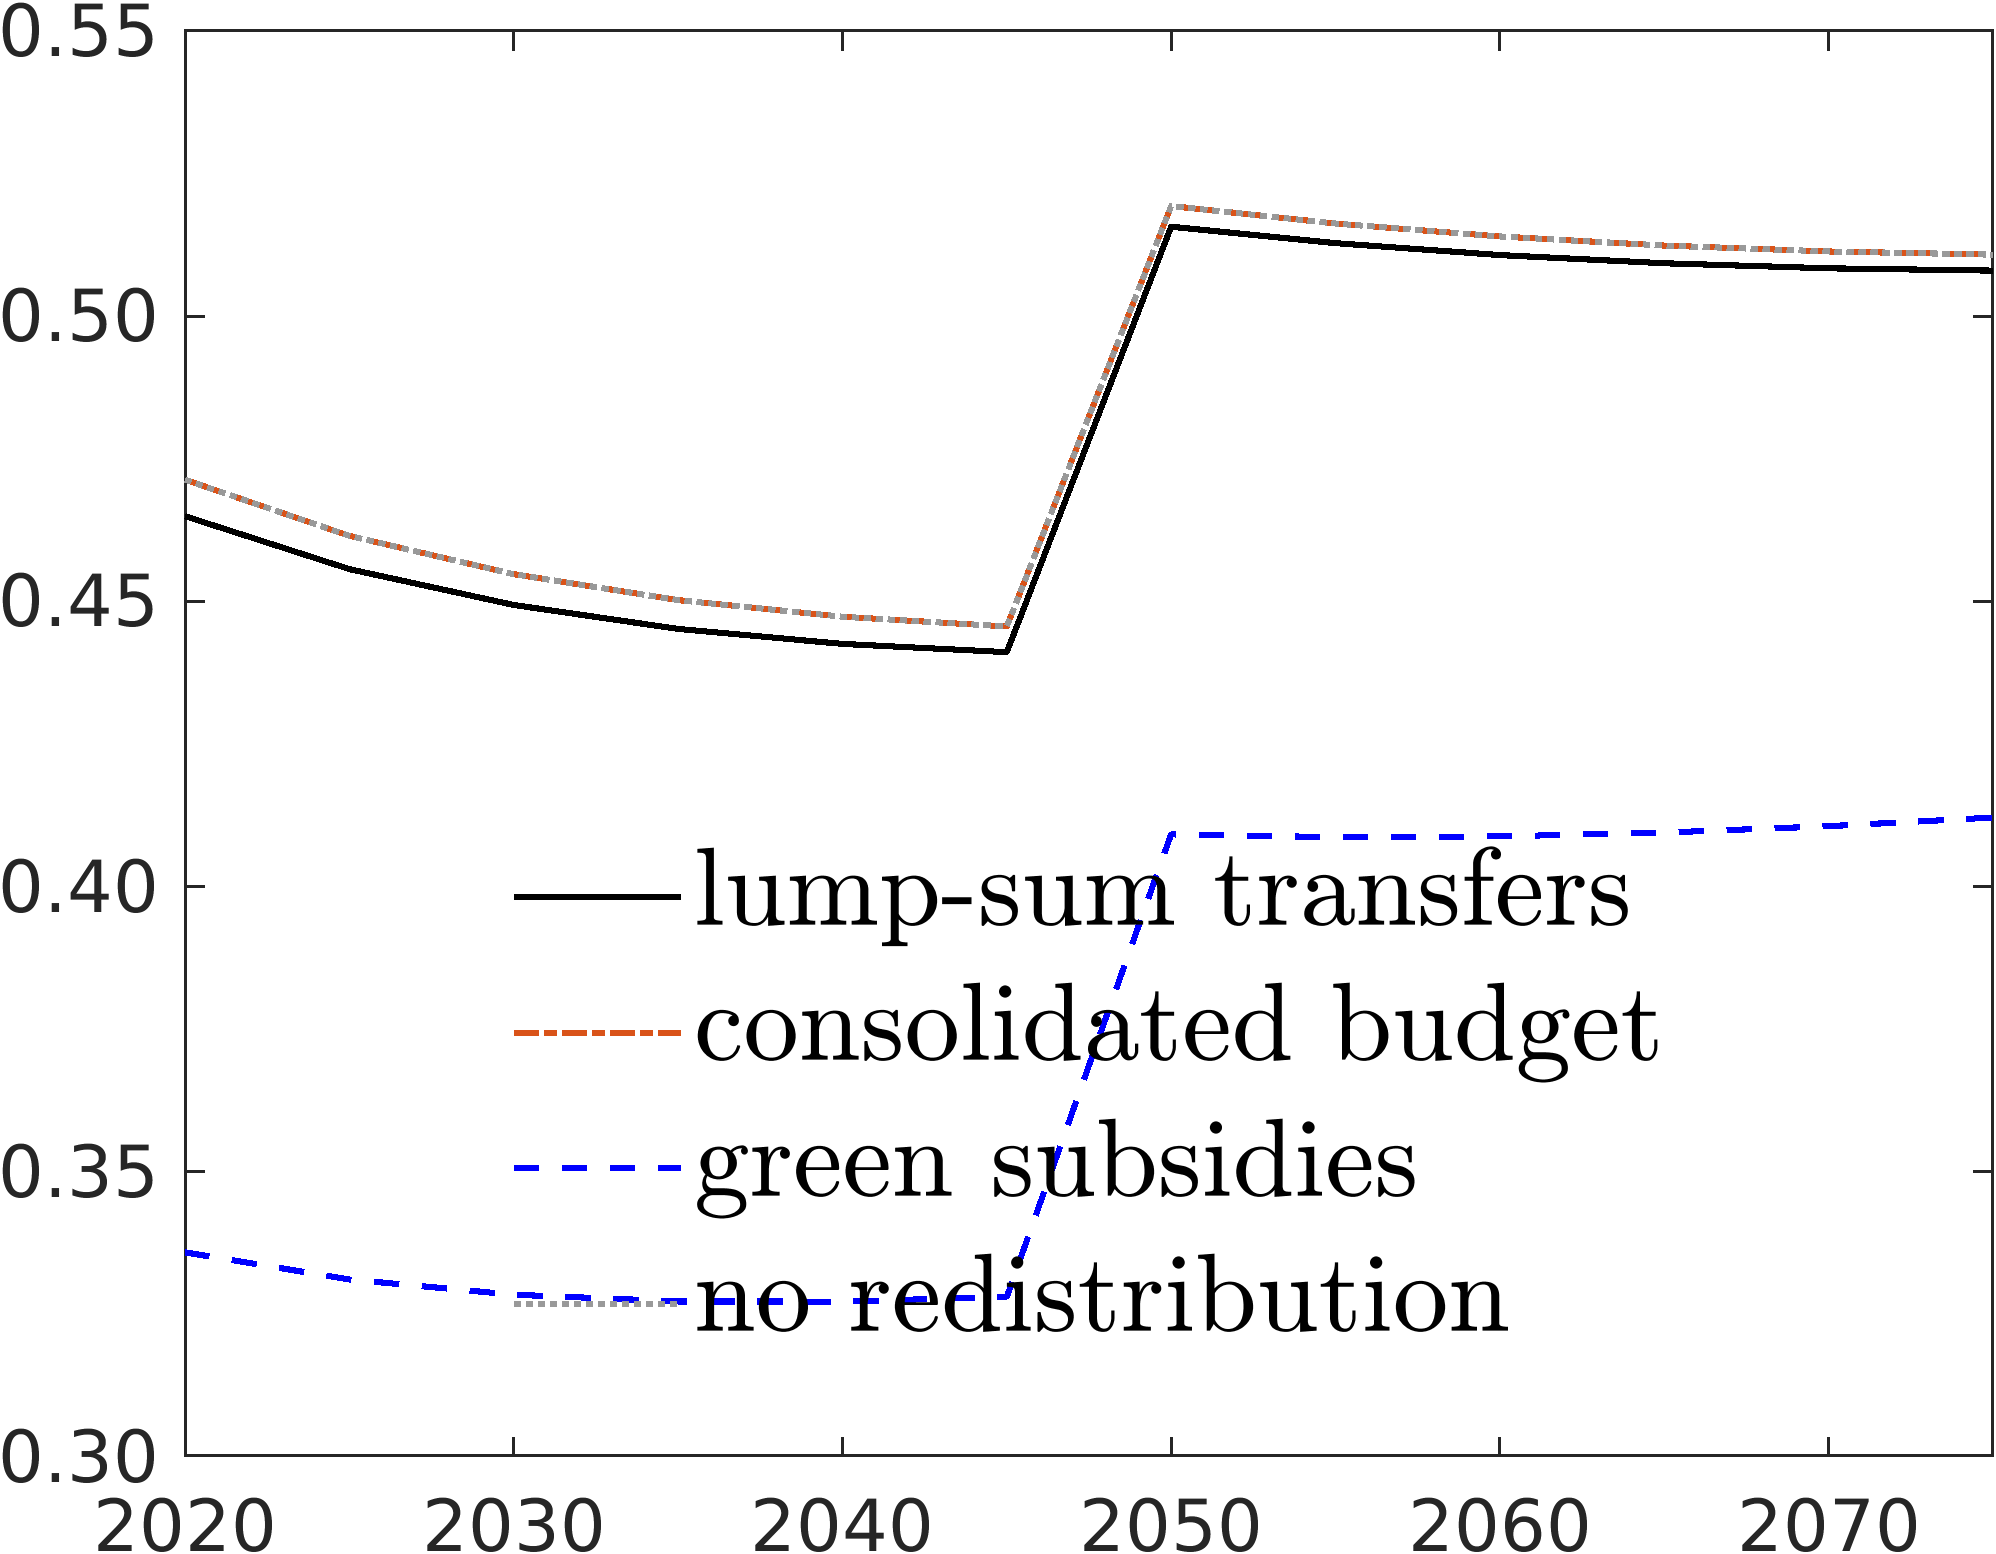 0.55
0.50
0.45
0.40
0.35
0.30
lump-sum transfers
consolidated budget
green subsidies
no redistribution
2020 2030 2040 2050 2060 2070